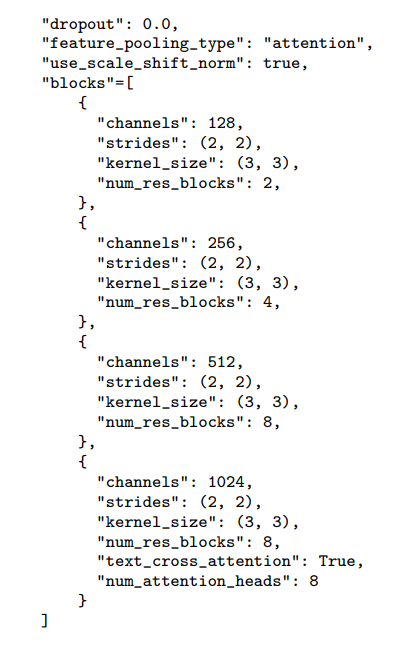 "dropout": 0.0,
"feature_pooling_type": "attention",
"use_scale_shift_norm": true,
"blocks"=[
{
"channels": 128,
"strides": (2, 2),
"kernel_size": (3, 3),
"num_res_blocks": 2,
},
{
"channels": 256,
"strides": (2, 2),
"kernel_size": (3, 3),
"num_res_blocks": 4,
},
{
"channels": 512,
"strides": (2, 2),
"kernel_size": (3, 3),
"num_res_blocks": 8,
},
{
"channels": 1024,
"strides": (2, 2),
"kernel_size": (3, 3),
"num_res_blocks": 8,
"text_cross_attention": True,
"num_attention_heads": 8
}
]